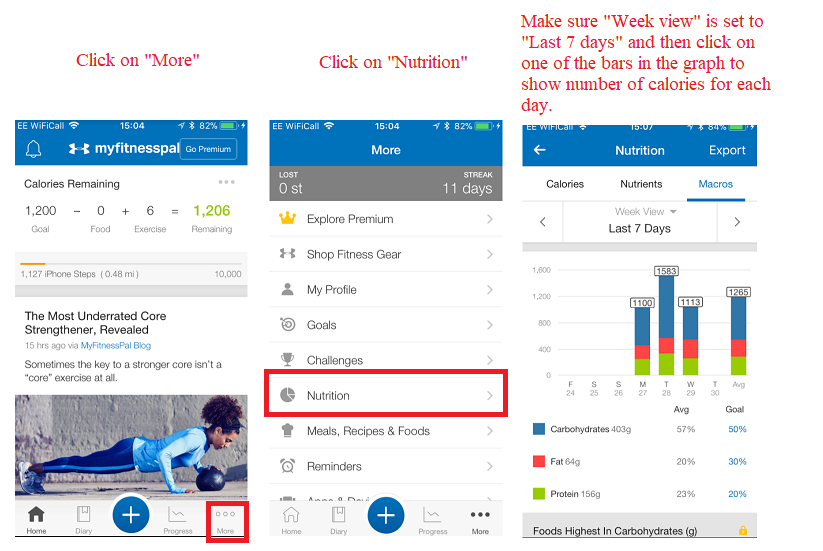 Click on "More"
Click on "Nutrition"
Make sure "Week view" is set to
"Last 7 days" and then click on
one of the bars in the graph to
show number of calories for each
day.
EE WiFiCall 15:04 82%
myfitnesspal Go Premium
Calories Remaining
1,200 − 0 + 6 = 1,206
Goal Food Exercise Remaining
1,127 iPhone Steps ( 0.48 mi ) 10,000
The Most Underrated Core
Strengthener, Revealed
15 hrs ago via MyFitnessPal Blog
Sometimes the key to a stronger core isn't a
"core" exercise at all.
Home Diary + Progress More
EE WiFiCall 15:04 82%
More
LOST STREAK
0 st 11 days
Explore Premium
Shop Fitness Gear
My Profile
Goals
Challenges
Nutrition
Meals, Recipes & Foods
Reminders
Home Diary + Progress More
EE WiFiCall 15:07 84%
Nutrition Export
Calories Nutrients Macros
Week View
Last 7 Days
1,600
1,200
800
400
0
1100 1583 1113 1265
F S S M T W T Avg
24 25 26 27 28 29 30
Avg Goal
Carbohydrates 403g 57% 50%
Fat 64g 20% 30%
Protein 156g 23% 20%
Foods Highest In Carbohydrates (g)